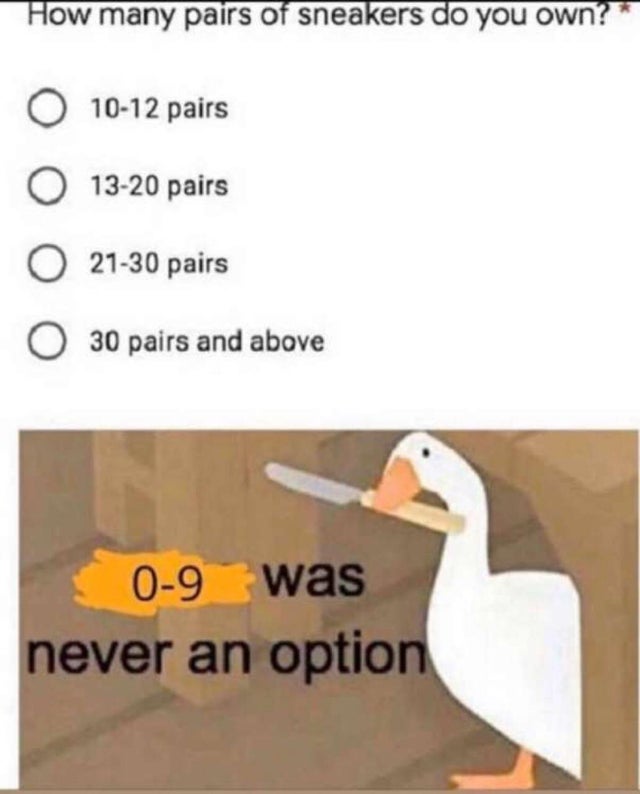 How many pairs of sneakers do you own? *
10-12 pairs
13-20 pairs
21-30 pairs
30 pairs and above
0-9 was
never an option